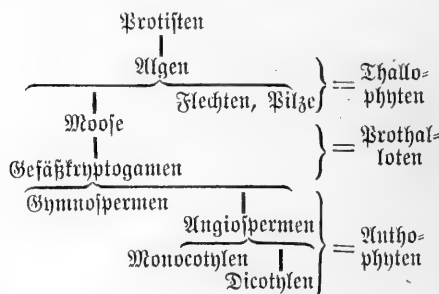 Protisten
Algen
Flechten, Pilze
= Thallo-
phyten
Moose
Gefäßkryptogamen
= Prothal-
loten
Gymnospermen
Angiospermen
Monocotylen
Dicotylen
= Antho-
phyten